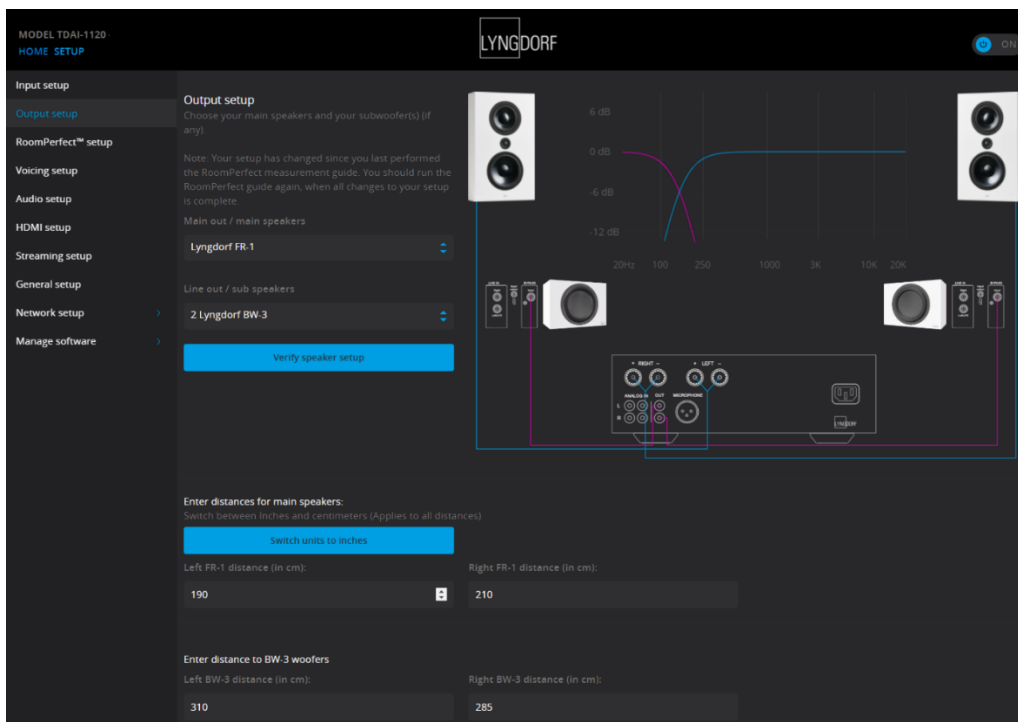 MODEL TDAI-1120
HOME SETUP
LYNGDORF
ON
Input setup
Output setup
RoomPerfect™ setup
Voicing setup
Audio setup
HDMI setup
Streaming setup
General setup
Network setup
Manage software
Output setup
Choose your main speakers and your subwoofer(s) (if
any).
Note: Your setup has changed since you last performed
the RoomPerfect measurement guide. You should run the
RoomPerfect guide again, when all changes to your setup
is complete
Main out / main speakers
Lyngdorf FR-1
Line out / sub speakers
2 Lyngdorf BW-3
Verify speaker setup
6 dB
0 dB
-6 dB
-12 dB
20Hz 100 250 1000 3K 10K 20K
+ RIGHT − + LEFT −
ANALOG IN OUT MICROPHONE
L
R
LYNGDORF
Enter distances for main speakers:
Switch between Inches and centimeters (Applies to all distances)
Switch units to inches
Left FR-1 distance (in cm):
Right FR-1 distance (in cm):
190
210
Enter distance to BW-3 woofers
Left BW-3 distance (in cm):
Right BW-3 distance (in cm):
310
285